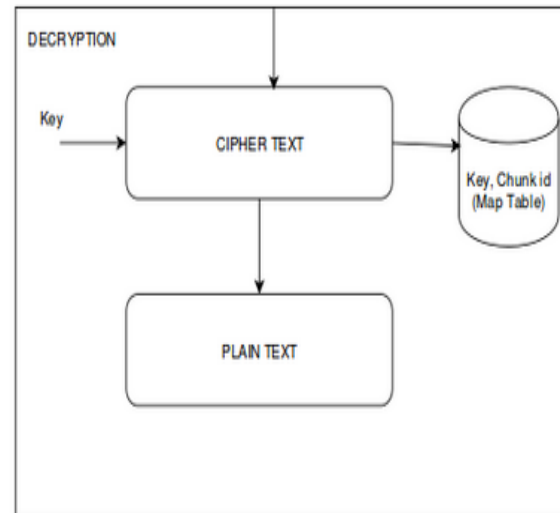 DECRYPTION
Key
CIPHER TEXT
Key, Chunk id
(Map Table)
PLAIN TEXT